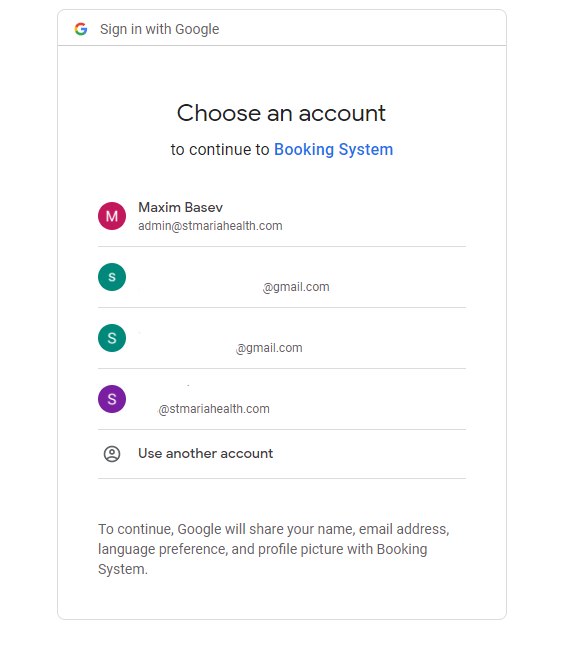 Sign in with Google
Choose an account
to continue to Booking System
M
Maxim Basev
admin@stmariahealth.com
s
@gmail.com
S
@gmail.com
S
@stmariahealth.com
Use another account
To continue, Google will share your name, email address,
language preference, and profile picture with Booking
System.